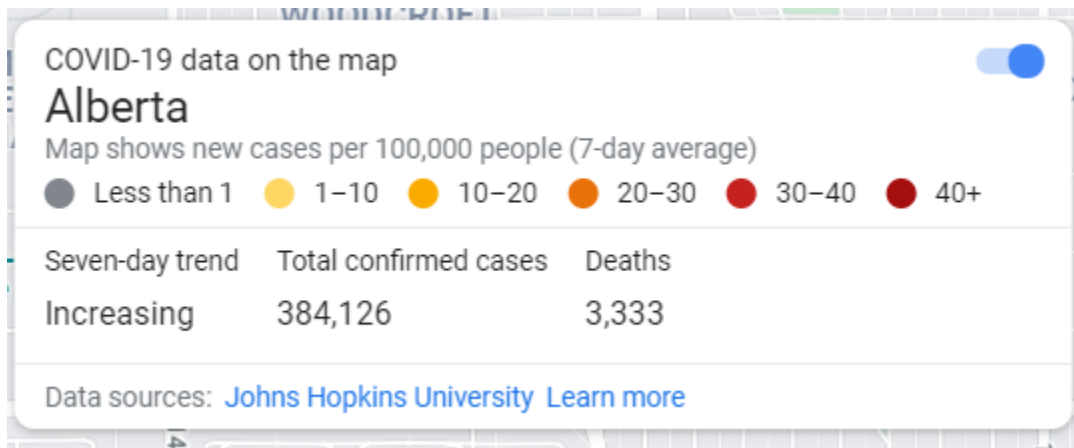 WOODCROFT
COVID-19 data on the map
Alberta
Map shows new cases per 100,000 people (7-day average)
Less than 1 1–10 10–20 20–30 30–40 40+
Seven-day trend Total confirmed cases Deaths
Increasing 384,126 3,333
Data sources: Johns Hopkins University Learn more